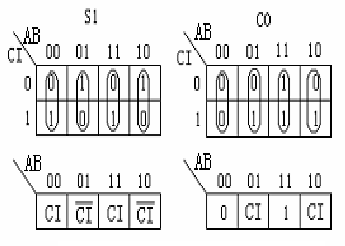 S1
AB
CI 00 01 11 10
0 0 1 0 1
1 1 0 1 0
C0
AB
CI 00 01 11 10
0 0 0 1 0
1 0 1 1 1
AB
00 01 11 10
CI C̅I̅ CI C̅I̅
AB
00 01 11 10
0 CI 1 CI